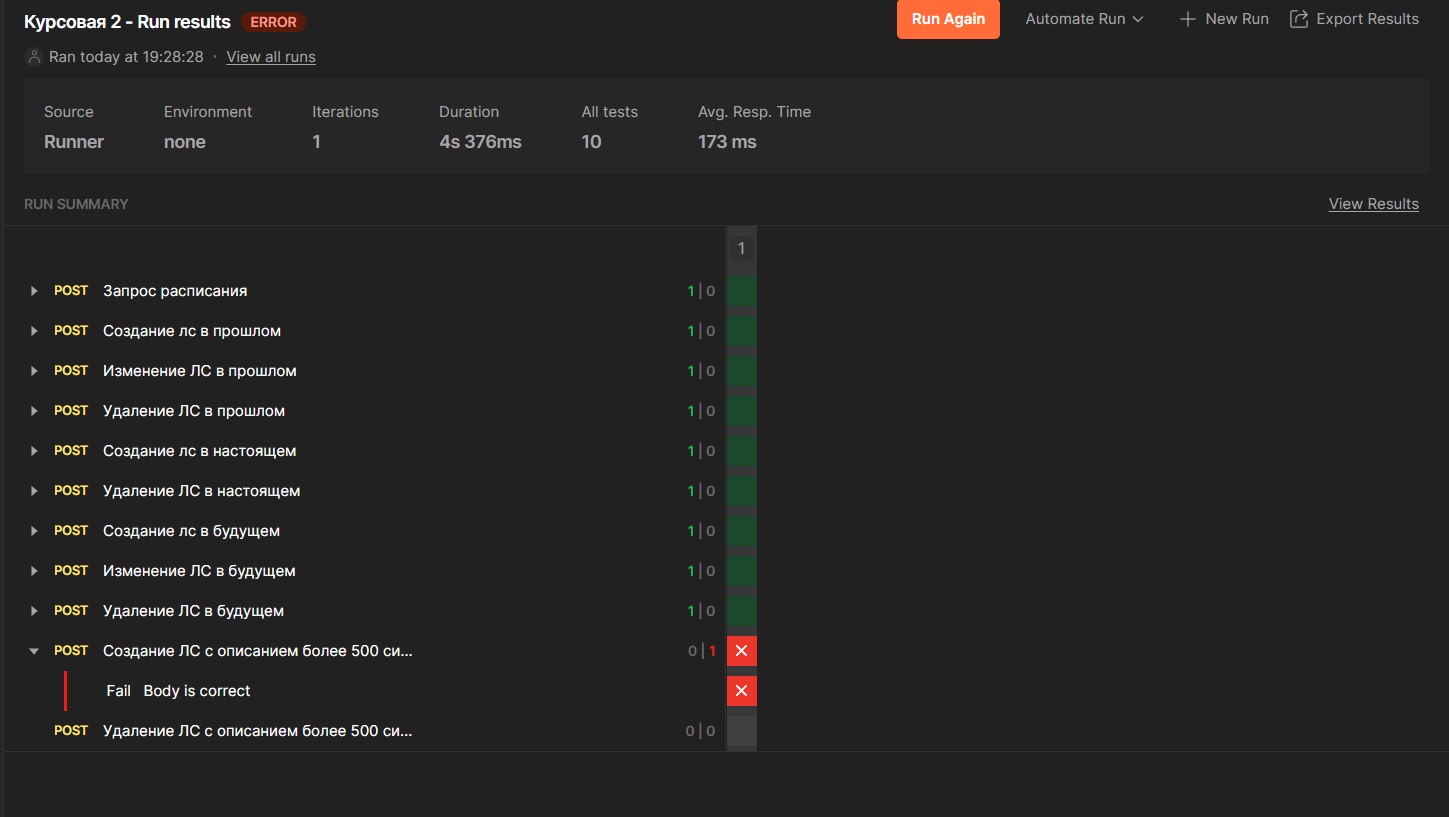 Курсовая 2 - Run results ERROR
Run Again Automate Run New Run Export Results
Ran today at 19:28:28 · View all runs
Source Environment Iterations Duration All tests Avg. Resp. Time
Runner none 1 4s 376ms 10 173 ms
RUN SUMMARY View Results
1
POST Запрос расписания 1 | 0
POST Создание лс в прошлом 1 | 0
POST Изменение ЛС в прошлом 1 | 0
POST Удаление ЛС в прошлом 1 | 0
POST Создание лс в настоящем 1 | 0
POST Удаление ЛС в настоящем 1 | 0
POST Создание лс в будущем 1 | 0
POST Изменение ЛС в будущем 1 | 0
POST Удаление ЛС в будущем 1 | 0
POST Создание ЛС с описанием более 500 си... 0 | 1
Fail Body is correct
POST Удаление ЛС с описанием более 500 си... 0 | 0